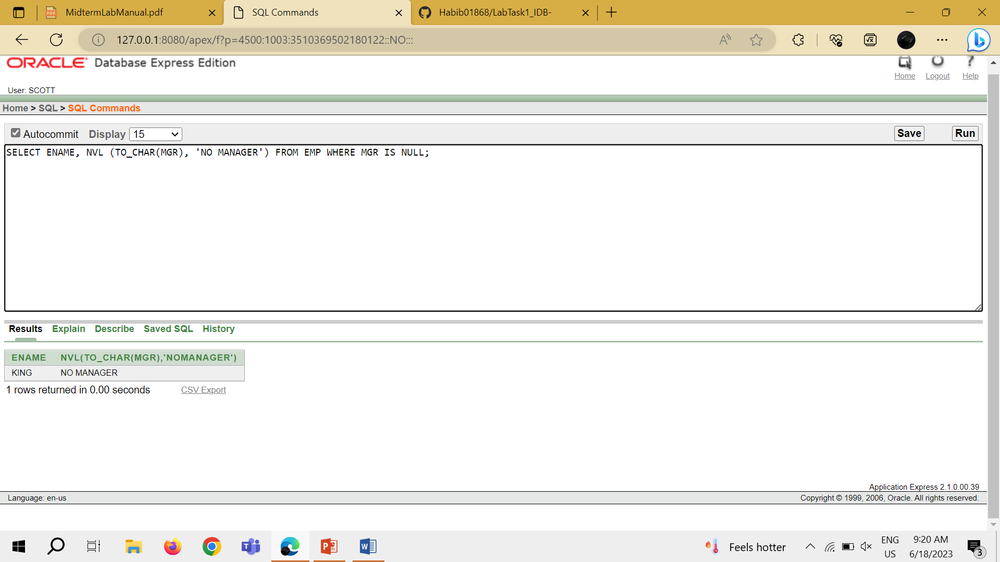 MidtermLabManual.pdf
SQL Commands
Habib01868/LabTask1_IDB-
127.0.0.1:8080/apex/f?p=4500:1003:3510369502180122::NO:::
ORACLE Database Express Edition
Home Logout Help
User: SCOTT
Home > SQL > SQL Commands
Autocommit Display 15 Save Run
SELECT ENAME, NVL (TO_CHAR(MGR), 'NO MANAGER') FROM EMP WHERE MGR IS NULL;
Results Explain Describe Saved SQL History
ENAME NVL(TO_CHAR(MGR),'NOMANAGER')
KING NO MANAGER
1 rows returned in 0.00 seconds CSV Export
Application Express 2.1.0.00.39
Language: en-us Copyright © 1999, 2006, Oracle. All rights reserved.
Feels hotter
ENG
US
9:20 AM
6/18/2023
3